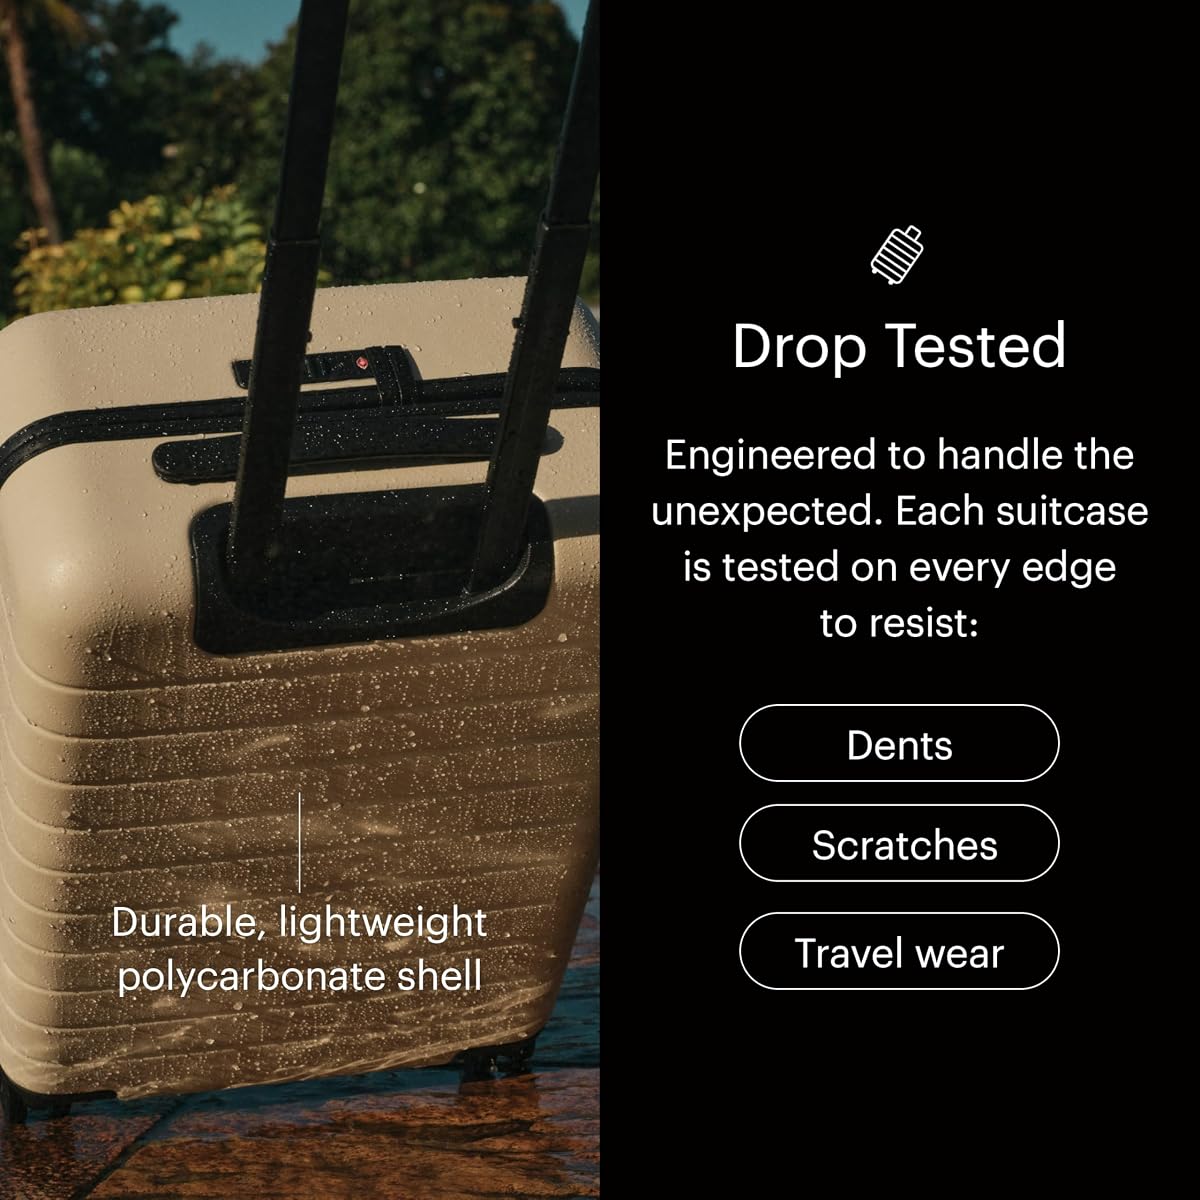 Drop Tested
Engineered to handle the
unexpected. Each suitcase
is tested on every edge
to resist:
Dents
Scratches
Travel wear
Durable, lightweight
polycarbonate shell